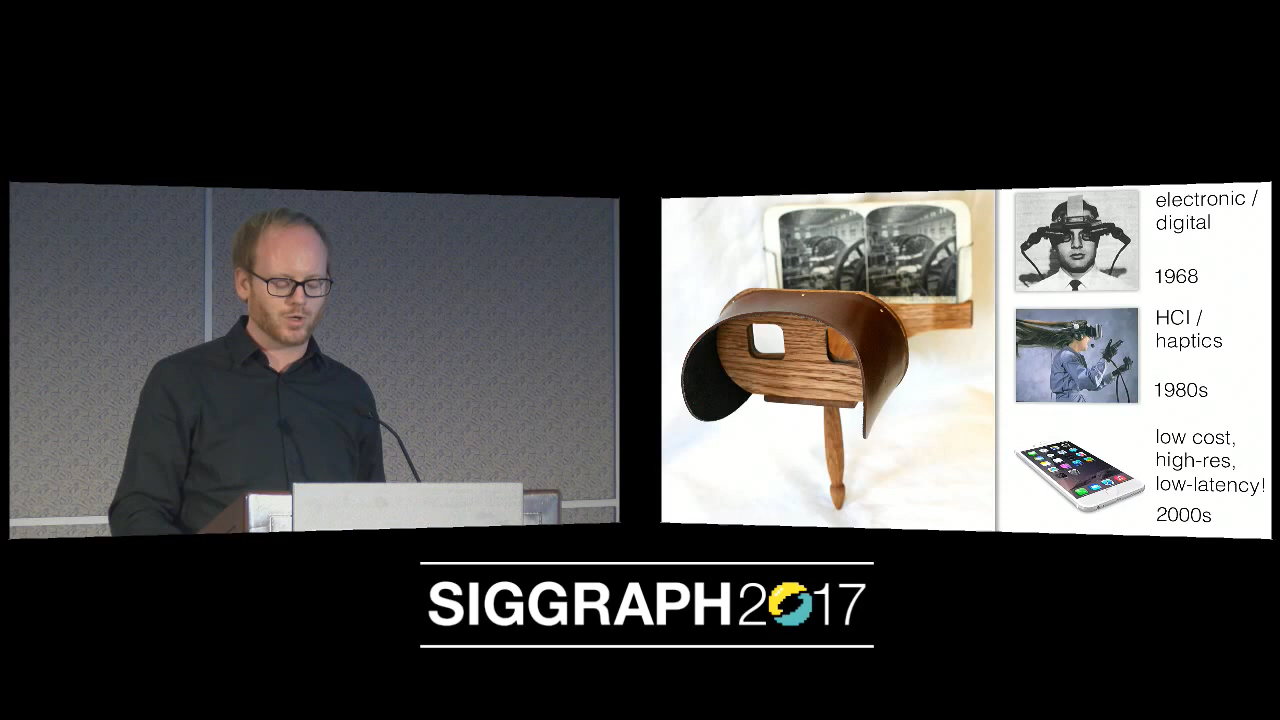 electronic /
digital
1968
HCI /
haptics
1980s
low cost,
high-res,
low-latency!
2000s
SIGGRAPH2017